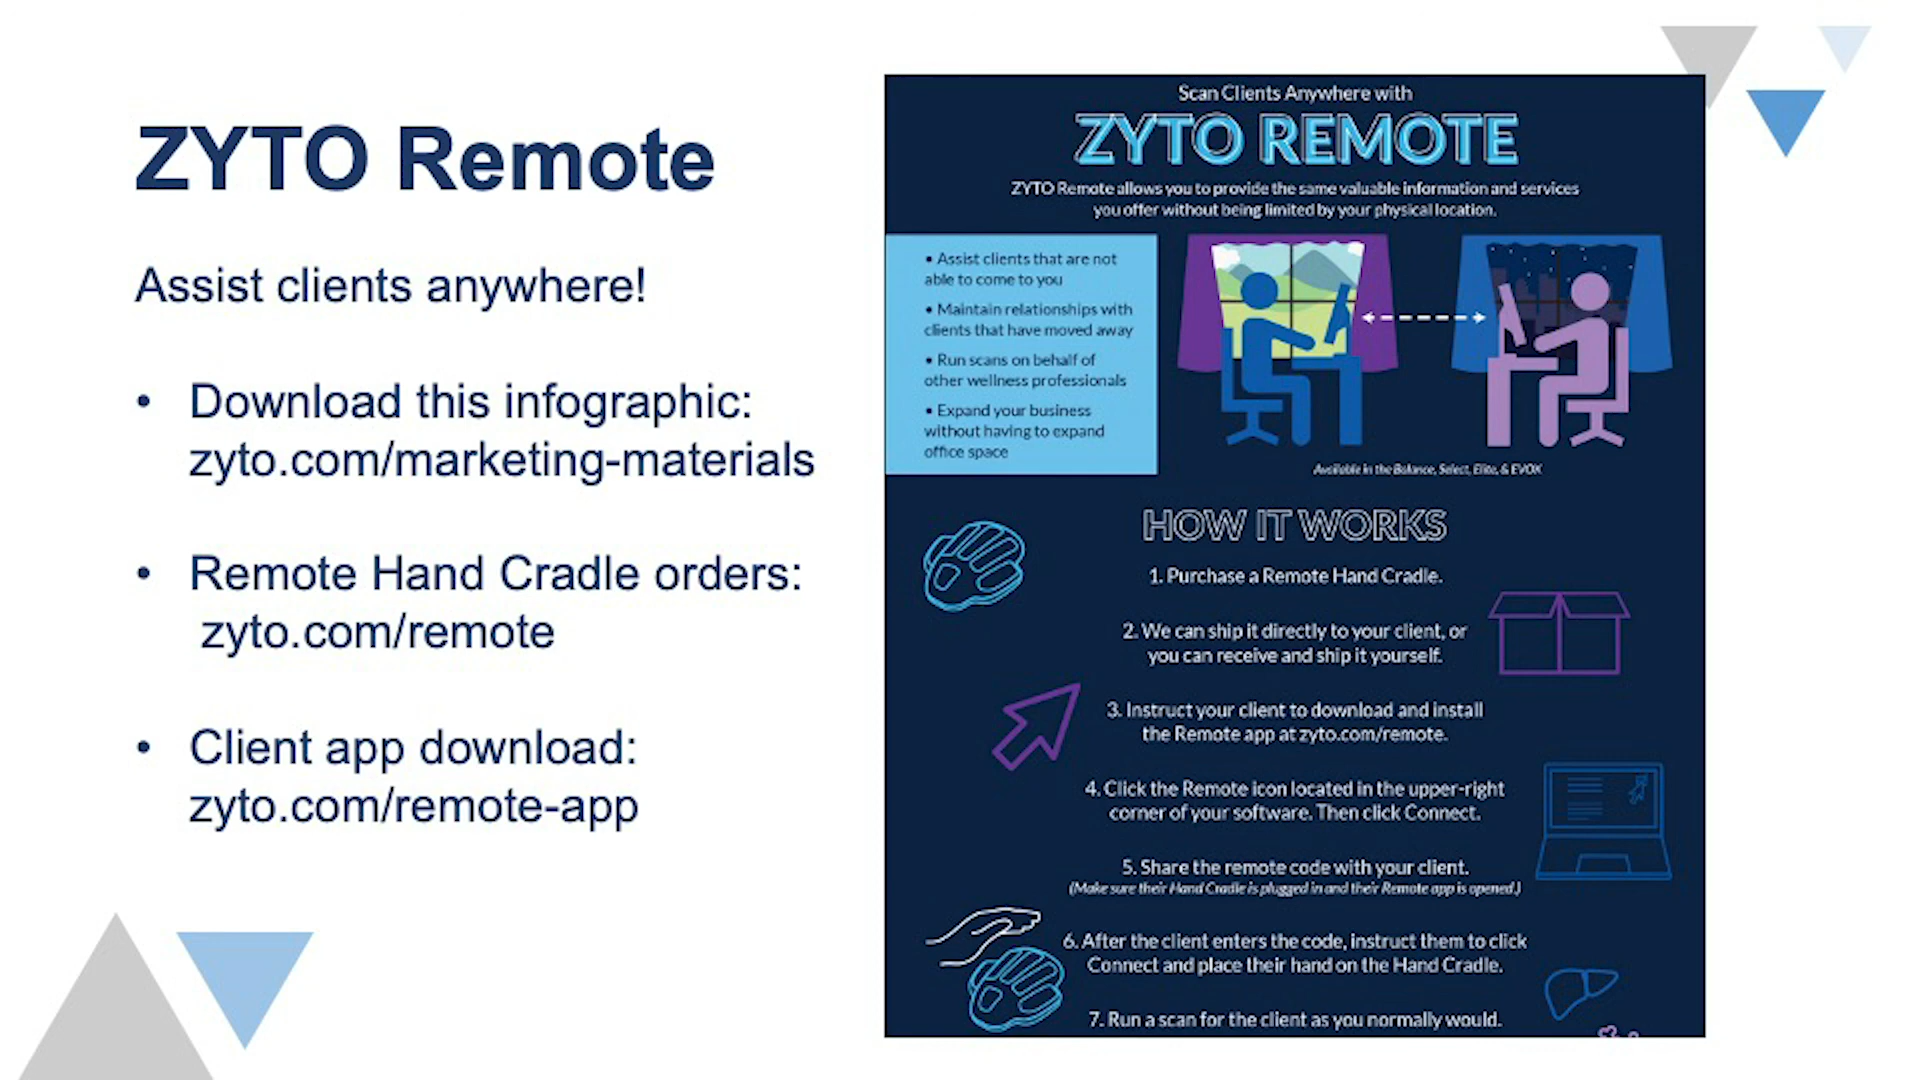 ZYTO Remote
Assist clients anywhere!
• Download this infographic:
zyto.com/marketing-materials
• Remote Hand Cradle orders:
zyto.com/remote
• Client app download:
zyto.com/remote-app
Scan Clients Anywhere with
ZYTO REMOTE
ZYTO Remote allows you to provide the same valuable information and services
you offer without being limited by your physical location.
• Assist clients that are not
able to come to you
• Maintain relationships with
clients that have moved away
• Run scans on behalf of
other wellness professionals
• Expand your business
without having to expand
office space
Available in the Balance, Select, Elite, & EVOX
HOW IT WORKS
1. Purchase a Remote Hand Cradle.
2. We can ship it directly to your client, or
you can receive and ship it yourself.
3. Instruct your client to download and install
the Remote app at zyto.com/remote.
4. Click the Remote icon located in the upper-right
corner of your software. Then click Connect.
5. Share the remote code with your client.
(Make sure their Hand Cradle is plugged in and their Remote app is opened.)
6. After the client enters the code, instruct them to click
Connect and place their hand on the Hand Cradle.
7. Run a scan for the client as you normally would.